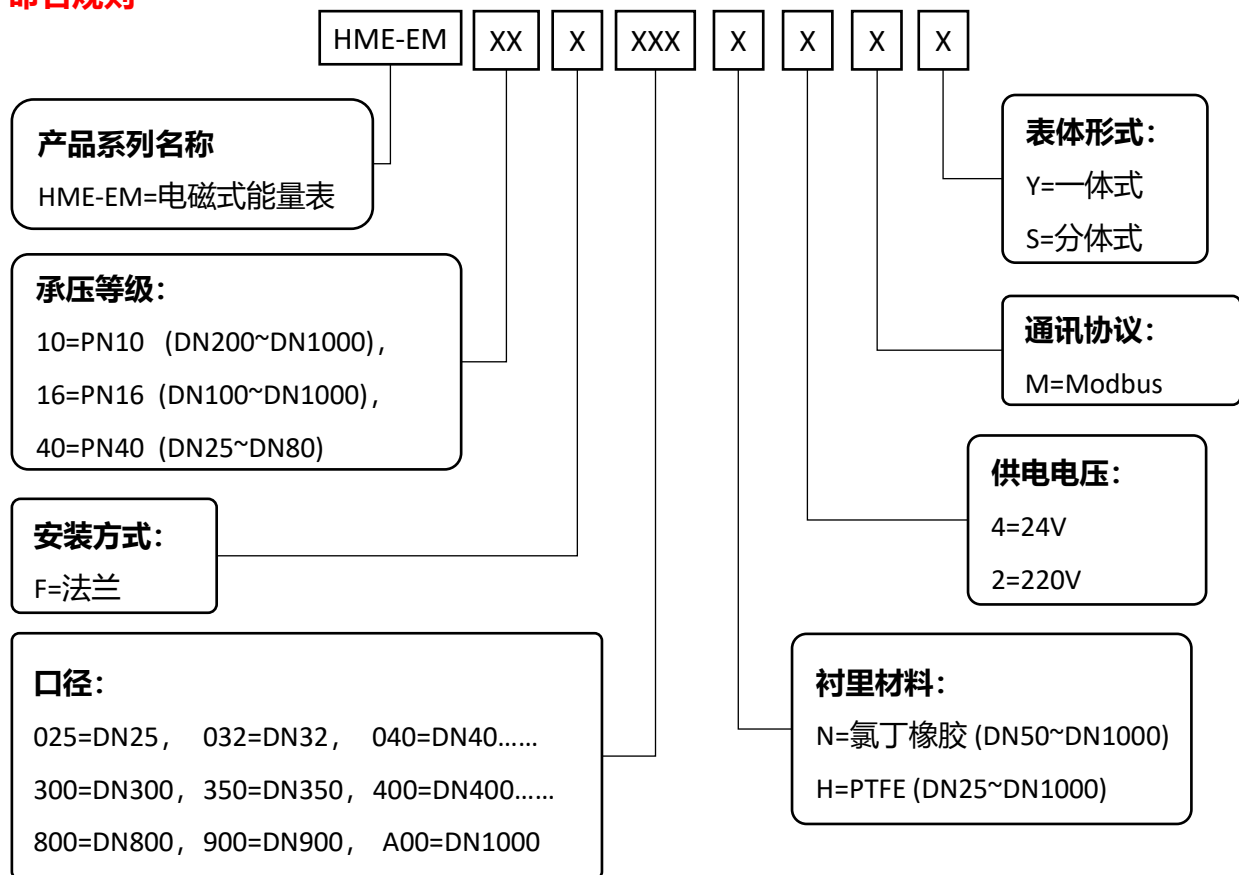 命名规则
HME-EM XX X XXX X X X X
产品系列名称
HME-EM=电磁式能量表
承压等级：
10=PN10 (DN200~DN1000)，
16=PN16 (DN100~DN1000)，
40=PN40 (DN25~DN80)
安装方式：
F=法兰
口径：
025=DN25， 032=DN32， 040=DN40……
300=DN300，350=DN350，400=DN400……
800=DN800，900=DN900， A00=DN1000
表体形式：
Y=一体式
S=分体式
通讯协议：
M=Modbus
供电电压：
4=24V
2=220V
衬里材料：
N=氯丁橡胶 (DN50~DN1000)
H=PTFE (DN25~DN1000)